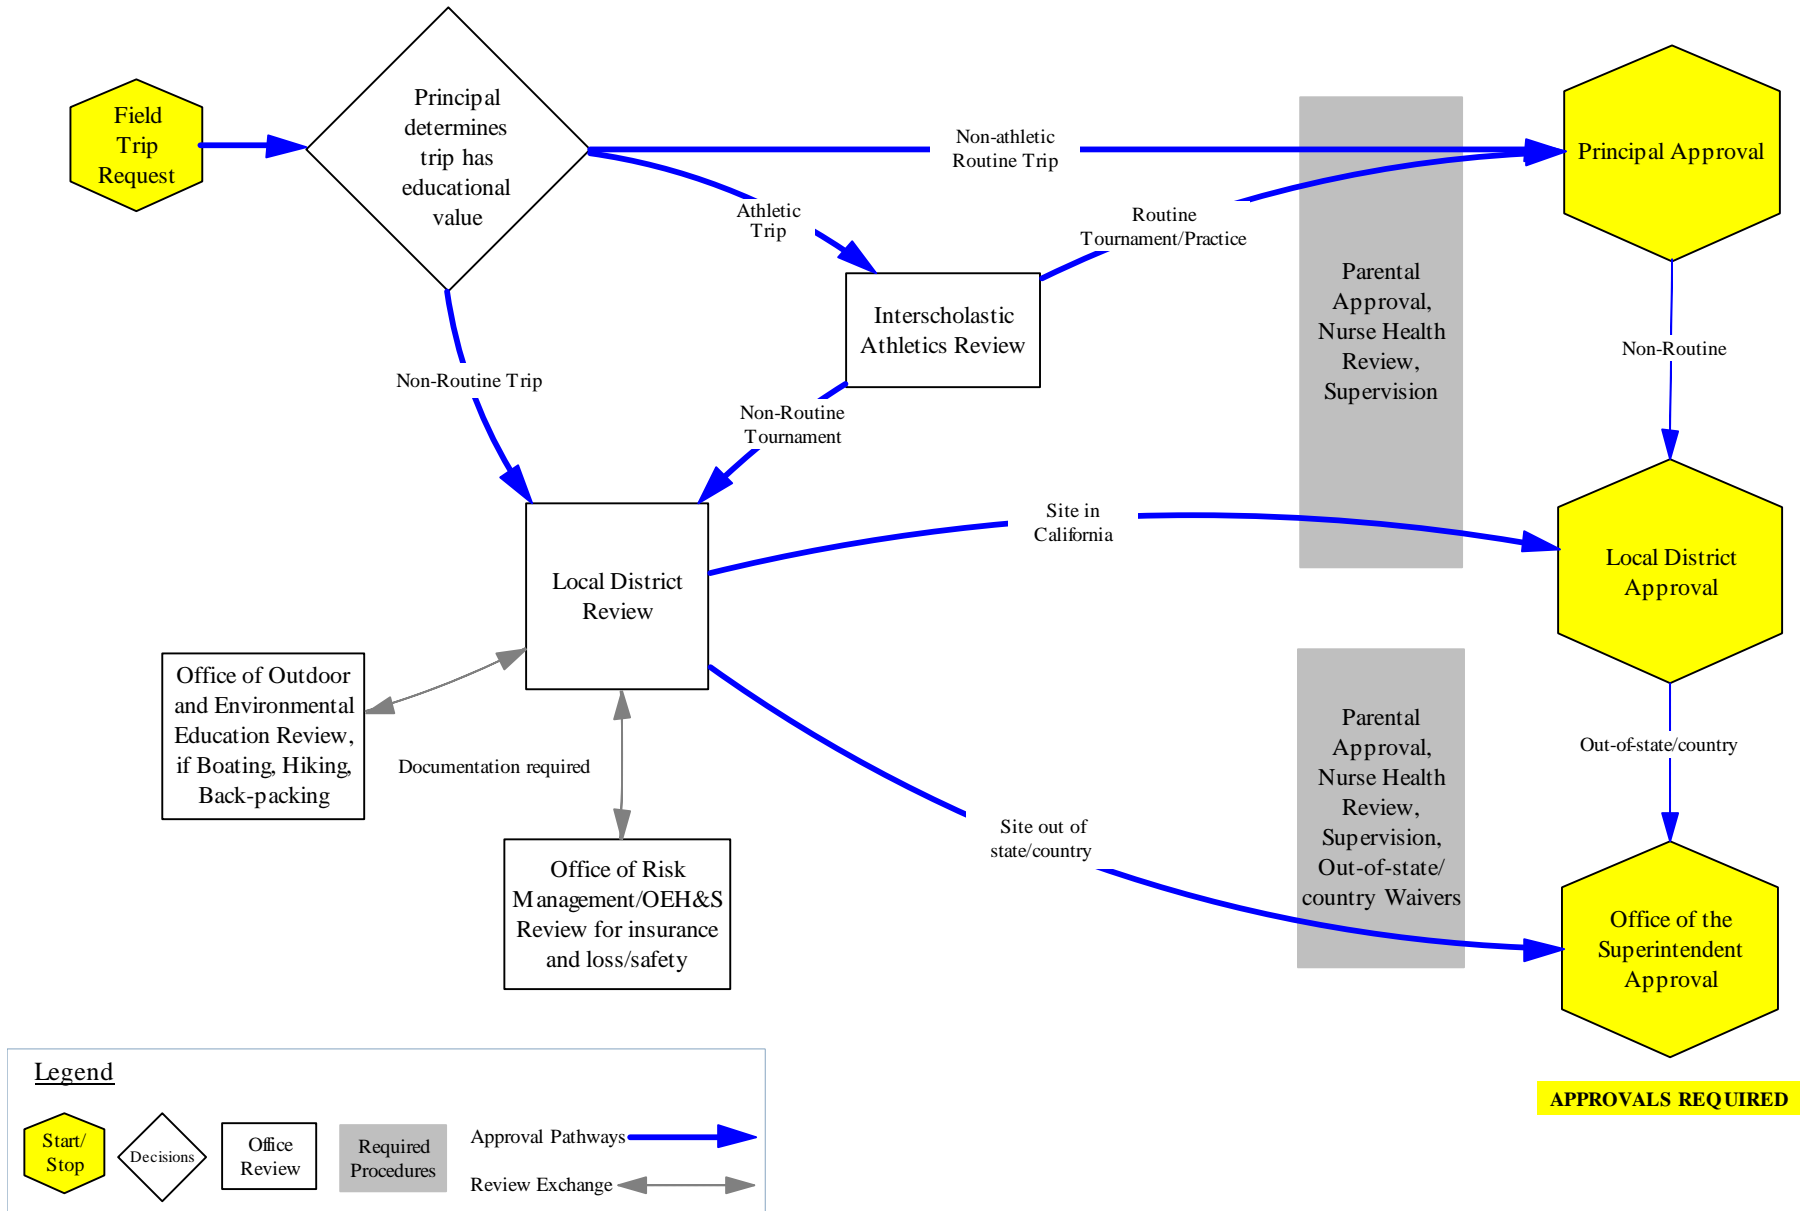 Field
Trip
Request
Principal
determines
trip has
educational
value
Non-athletic
Routine Trip
Principal Approval
Athletic
Trip
Routine
Tournament/Practice
Interscholastic
Athletics Review
Parental
Approval,
Nurse Health
Review,
Supervision
Non-Routine
Non-Routine Trip
Non-Routine
Tournament
Site in
California
Local District
Review
Local District
Approval
Office of Outdoor
and Environmental
Education Review,
if Boating, Hiking,
Back-packing
Documentation required
Out-of-state/country
Parental
Approval,
Nurse Health
Review,
Supervision,
Out-of-state/
country Waivers
Site out of
state/country
Office of Risk
Management/OEH&S
Review for insurance
and loss/safety
Office of the
Superintendent
Approval
APPROVALS REQUIRED
Legend
Start/
Stop
Decisions
Office
Review
Required
Procedures
Approval Pathways
Review Exchange